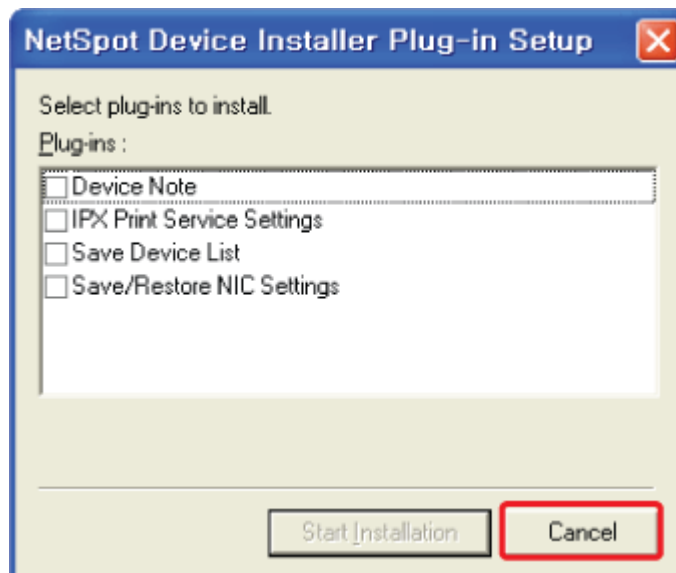 NetSpot Device Installer Plug-in Setup
Select plug-ins to install.
Plug-ins :
Device Note
IPX Print Service Settings
Save Device List
Save/Restore NIC Settings
Start Installation
Cancel